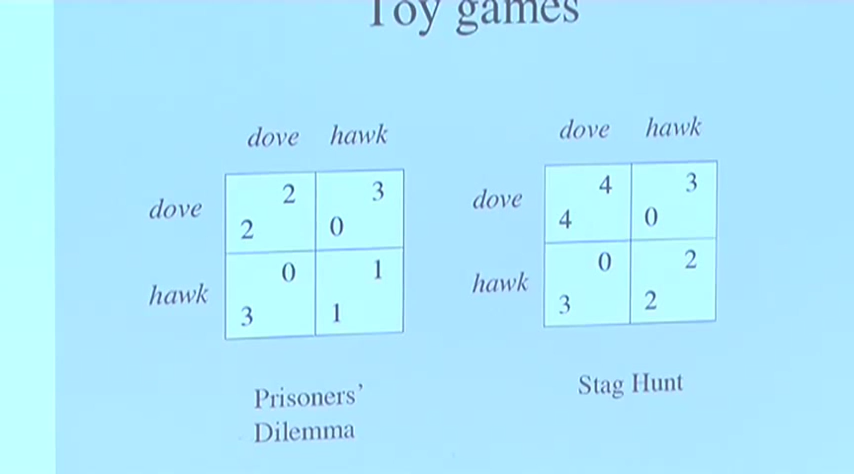 Toy games
dove hawk
dove 2 3
2 0
hawk 0 1
3 1
Prisoners’
Dilemma
dove hawk
dove 4 3
4 0
hawk 0 2
3 2
Stag Hunt